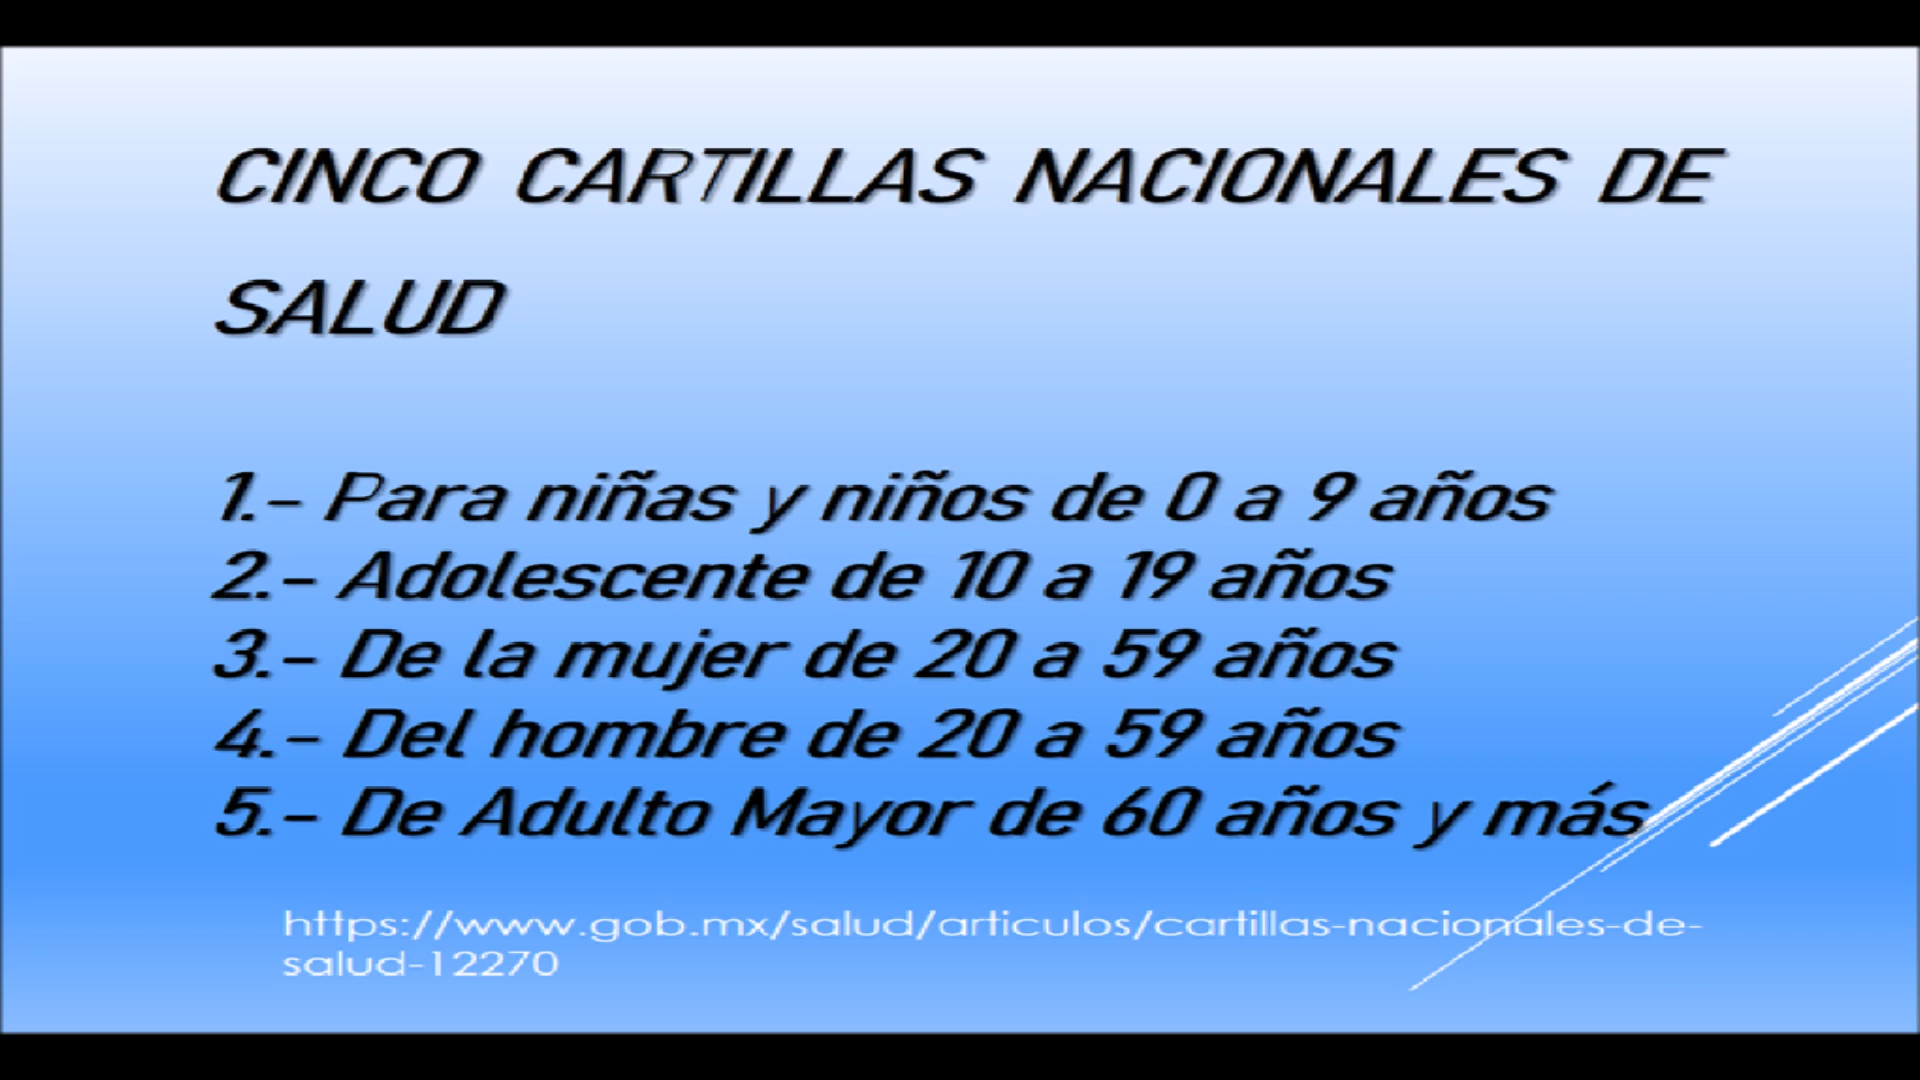 CINCO CARTILLAS NACIONALES DE
SALUD
1.- Para niñas y niños de 0 a 9 años
2.- Adolescente de 10 a 19 años
3.- De la mujer de 20 a 59 años
4.- Del hombre de 20 a 59 años
5.- De Adulto Mayor de 60 años y más
https://www.gob.mx/salud/articulos/cartillas-nacionales-de-
salud-12270